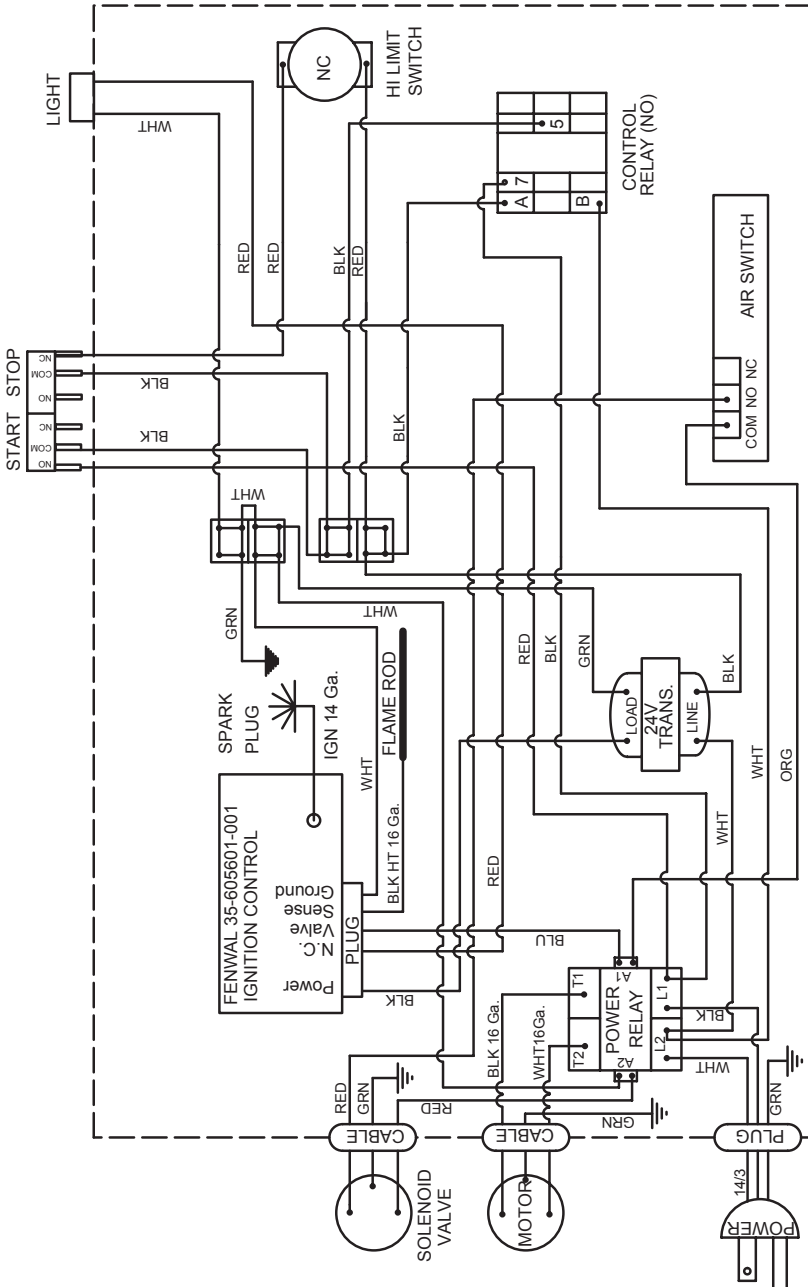 LIGHT
WHT
NC
HI LIMIT
SWITCH
RED
RED
BLK
RED
5
7
A
B
CONTROL
RELAY (NO)
START STOP
NO
COM
NC
NO
COM
NC
BLK
BLK
BLK
WHT
AIR SWITCH
COM NO NC
GRN
WHT
SPARK
PLUG
IGN 14 Ga.
FLAME ROD
RED
BLK
GRN
BLK
LOAD
24V
TRANS.
LINE
WHT
ORG
WHT
FENWAL 35-605601-001
IGNITION CONTROL
Power
N.C.
Valve
Sense
Ground
PLUG
WHT
BLK HT 16 Ga.
RED
BLU
BLK
BLK 16 Ga.
WHT16Ga.
T1
T2
A1
A2
POWER
RELAY
L1
L2
BLK
WHT
RED
GRN
RED
GRN
GRN
CABLE
CABLE
PLUG
SOLENOID
VALVE
MOTOR
14/3
POWER